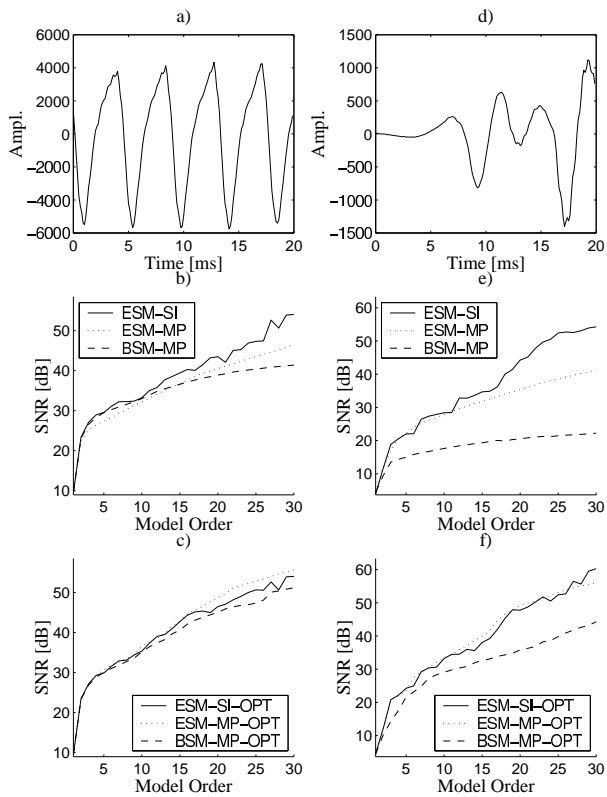 a)
6000
4000
2000
0
−2000
−4000
−6000
Ampl.
0 5 10 15 20
Time [ms]
d)
1500
1000
500
0
−500
−1000
−1500
Ampl.
0 5 10 15 20
Time [ms]
b)
ESM−SI
ESM−MP
BSM−MP
50
40
30
20
10
SNR [dB]
5 10 15 20 25 30
Model Order
e)
ESM−SI
ESM−MP
BSM−MP
60
50
40
30
20
10
SNR [dB]
5 10 15 20 25 30
Model Order
c)
50
40
30
20
10
SNR [dB]
ESM−SI−OPT
ESM−MP−OPT
BSM−MP−OPT
5 10 15 20 25 30
Model Order
f)
60
50
40
30
20
10
SNR [dB]
ESM−SI−OPT
ESM−MP−OPT
BSM−MP−OPT
5 10 15 20 25 30
Model Order